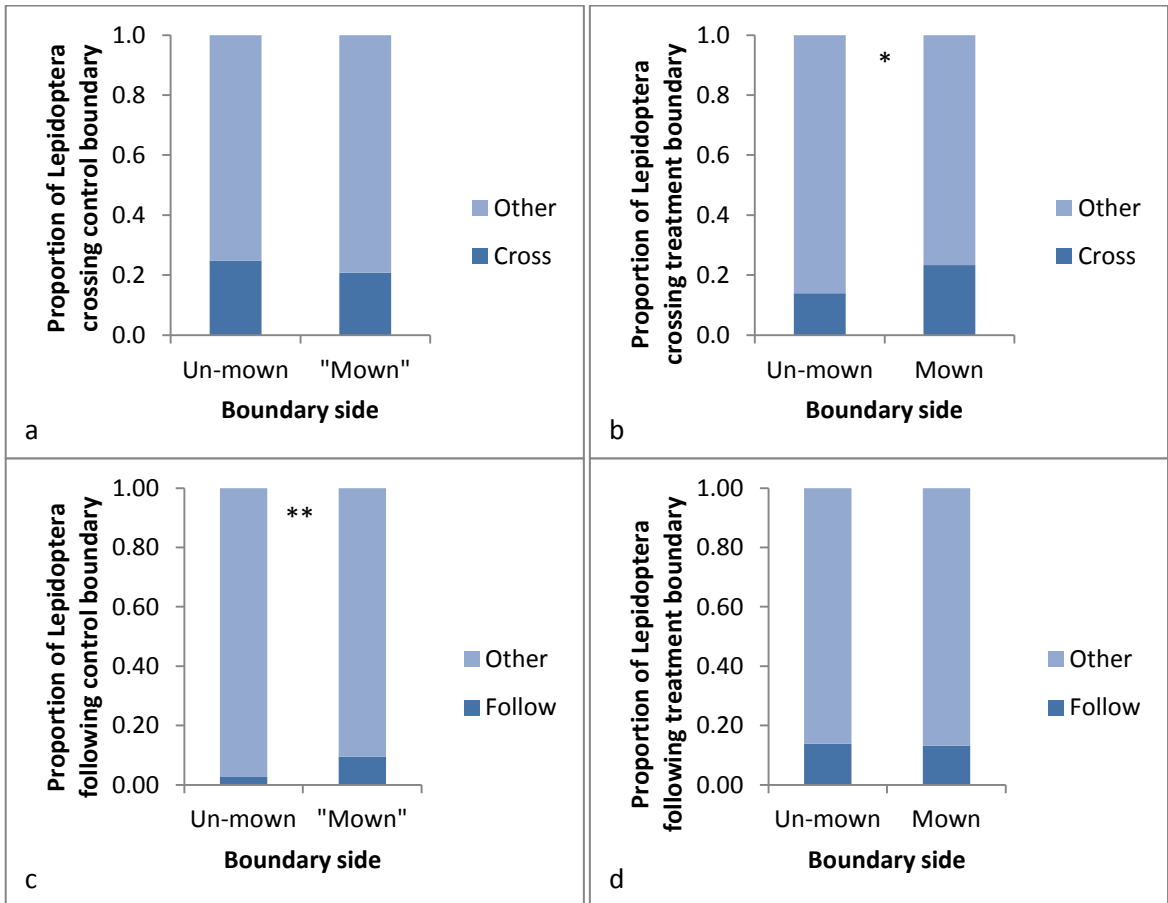 Proportion of Lepidoptera
crossing control boundary
1.0
0.8
0.6
0.4
0.2
0.0
Un-mown "Mown"
Boundary side
Other
Cross
a
Proportion of Lepidoptera
crossing treatment boundary
1.0
0.8
0.6
0.4
0.2
0.0
*
Un-mown Mown
Boundary side
Other
Cross
b
Proportion of Lepidoptera
following control boundary
1.00
0.80
0.60
0.40
0.20
0.00
**
Un-mown "Mown"
Boundary side
Other
Follow
c
Proportion of Lepidoptera
following treatment boundary
1.00
0.80
0.60
0.40
0.20
0.00
Un-mown Mown
Boundary side
Other
Follow
d